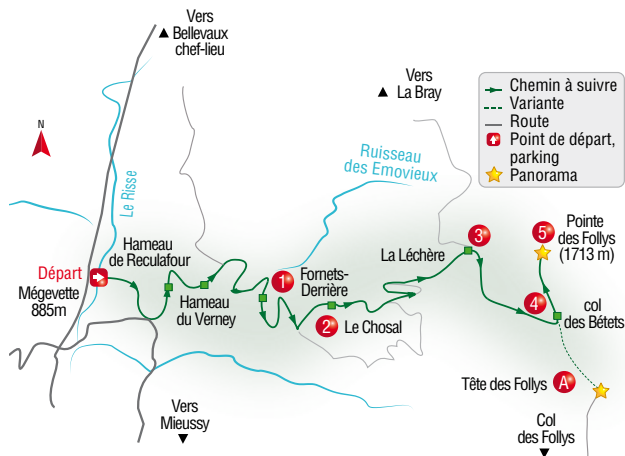 Vers
Bellevaux
chef-lieu
Vers
La Bray
Chemin à suivre
Variante
Route
Point de départ,
parking
Panorama
N
Le Risse
Ruisseau
des Emovieux
Hameau
de Reculafour
Départ
Mégevette
885m
Hameau
du Verney
1
Fornets-
Derrière
2
Le Chosal
La Léchère
3
5
Pointe
des Follys
(1713 m)
4
col
des Bétets
Tête des Follys
A
Vers
Mieussy
Col
des Follys